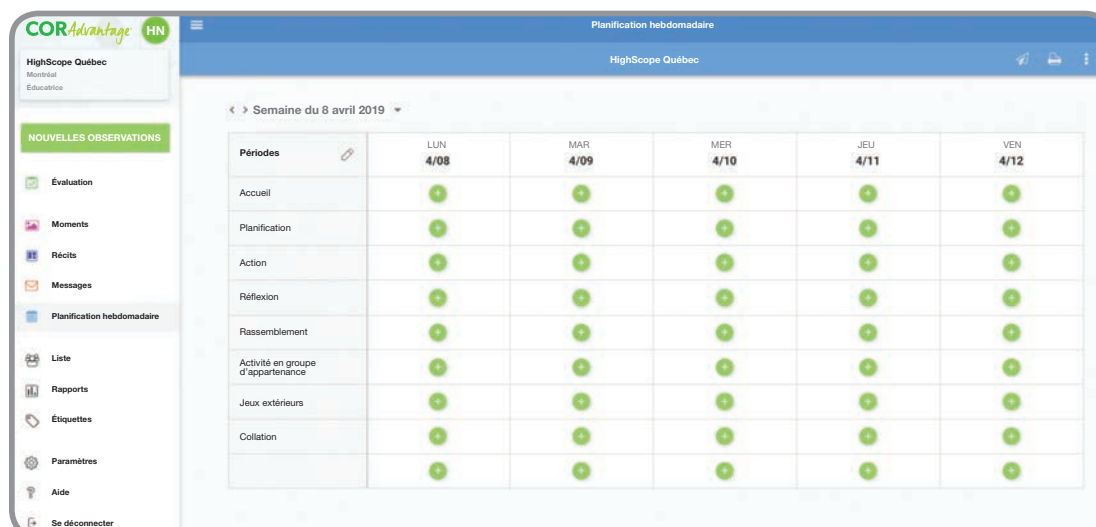 CORAdvantage HN
HighScope Québec
Montréal
Éducatrice
NOUVELLES OBSERVATIONS
Évaluation
Moments
Récits
Messages
Planification hebdomadaire
Liste
Rapports
Étiquettes
Paramètres
Aide
Se déconnecter
Planification hebdomadaire
HighScope Québec
Semaine du 8 avril 2019
Périodes LUN MAR MER JEU VEN
4/08 4/09 4/10 4/11 4/12
Accueil
Planification
Action
Réflexion
Rassemblement
Activité en groupe
d'appartenance
Jeux extérieurs
Collation